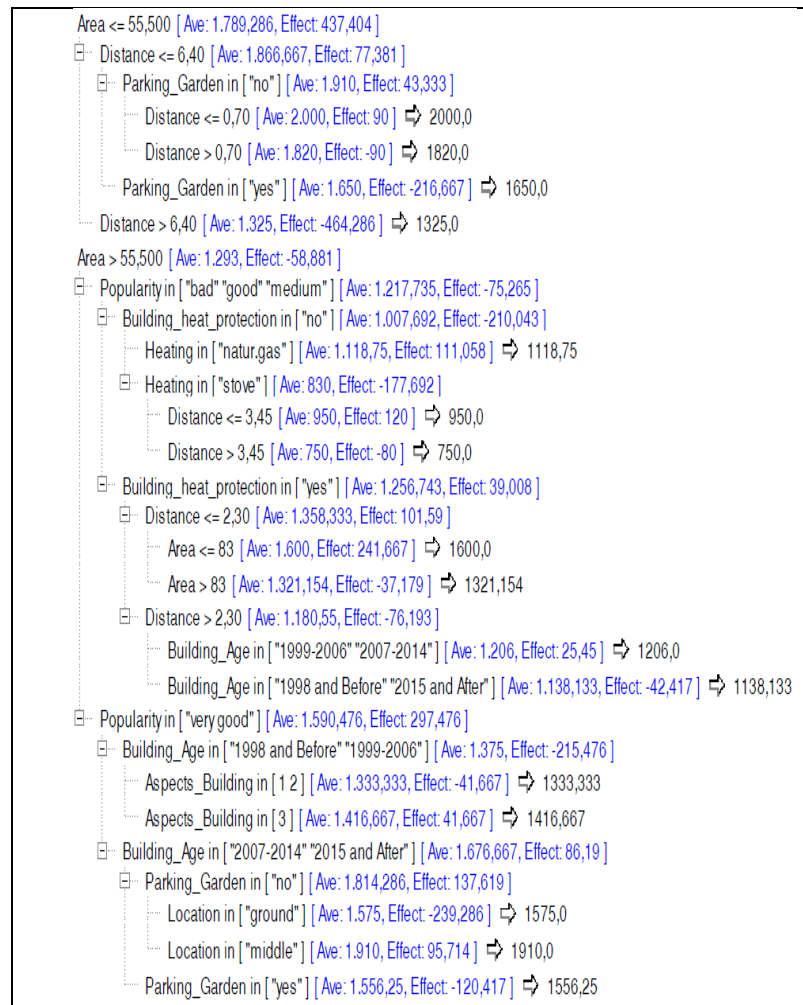 Area <= 55,500 [ Ave: 1.789,286, Effect: 437,404 ]
Distance <= 6,40 [ Ave: 1.866,667, Effect: 77,381 ]
Parking_Garden in [ "no" ] [ Ave: 1.910, Effect: 43,333 ]
Distance <= 0,70 [ Ave: 2.000, Effect: 90 ] ⇨ 2000,0
Distance > 0,70 [ Ave: 1.820, Effect: -90 ] ⇨ 1820,0
Parking_Garden in [ "yes" ] [ Ave: 1.650, Effect: -216,667 ] ⇨ 1650,0
Distance > 6,40 [ Ave: 1.325, Effect: -464,286 ] ⇨ 1325,0
Area > 55,500 [ Ave: 1.293, Effect: -58,881 ]
Popularity in [ "bad" "good" "medium" ] [ Ave: 1.217,735, Effect: -75,265 ]
Building_heat_protection in [ "no" ] [ Ave: 1.007,692, Effect: -210,043 ]
Heating in [ "natur.gas" ] [ Ave: 1.118,75, Effect: 111,058 ] ⇨ 1118,75
Heating in [ "stove" ] [ Ave: 830, Effect: -177,692 ]
Distance <= 3,45 [ Ave: 950, Effect: 120 ] ⇨ 950,0
Distance > 3,45 [ Ave: 750, Effect: -80 ] ⇨ 750,0
Building_heat_protection in [ "yes" ] [ Ave: 1.256,743, Effect: 39,008 ]
Distance <= 2,30 [ Ave: 1.358,333, Effect: 101,59 ]
Area <= 83 [ Ave: 1.600, Effect: 241,667 ] ⇨ 1600,0
Area > 83 [ Ave: 1.321,154, Effect: -37,179 ] ⇨ 1321,154
Distance > 2,30 [ Ave: 1.180,55, Effect: -76,193 ]
Building_Age in [ "1999-2006" "2007-2014" ] [ Ave: 1.206, Effect: 25,45 ] ⇨ 1206,0
Building_Age in [ "1998 and Before" "2015 and After" ] [ Ave: 1.138,133, Effect: -42,417 ] ⇨ 1138,133
Popularity in [ "very good" ] [ Ave: 1.590,476, Effect: 297,476 ]
Building_Age in [ "1998 and Before" "1999-2006" ] [ Ave: 1.375, Effect: -215,476 ]
Aspects_Building in [ 1 2 ] [ Ave: 1.333,333, Effect: -41,667 ] ⇨ 1333,333
Aspects_Building in [ 3 ] [ Ave: 1.416,667, Effect: 41,667 ] ⇨ 1416,667
Building_Age in [ "2007-2014" "2015 and After" ] [ Ave: 1.676,667, Effect: 86,19 ]
Parking_Garden in [ "no" ] [ Ave: 1.814,286, Effect: 137,619 ]
Location in [ "ground" ] [ Ave: 1.575, Effect: -239,286 ] ⇨ 1575,0
Location in [ "middle" ] [ Ave: 1.910, Effect: 95,714 ] ⇨ 1910,0
Parking_Garden in [ "yes" ] [ Ave: 1.556,25, Effect: -120,417 ] ⇨ 1556,25